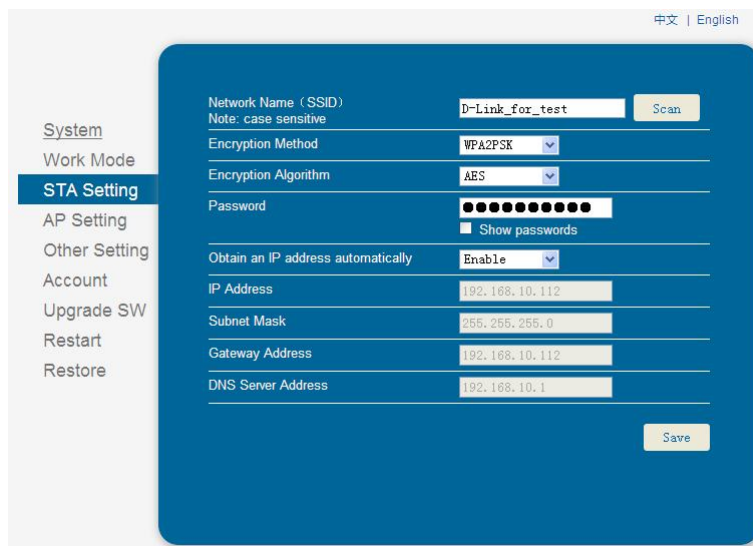 中文 | English
System
Work Mode
STA Setting
AP Setting
Other Setting
Account
Upgrade SW
Restart
Restore
Network Name（SSID） D-Link_for_test Scan
Note: case sensitive
Encryption Method WPA2PSK
Encryption Algorithm AES
Password ●●●●●●●●●●
Show passwords
Obtain an IP address automatically Enable
IP Address 192.168.10.112
Subnet Mask 255.255.255.0
Gateway Address 192.168.10.112
DNS Server Address 192.168.10.1
Save